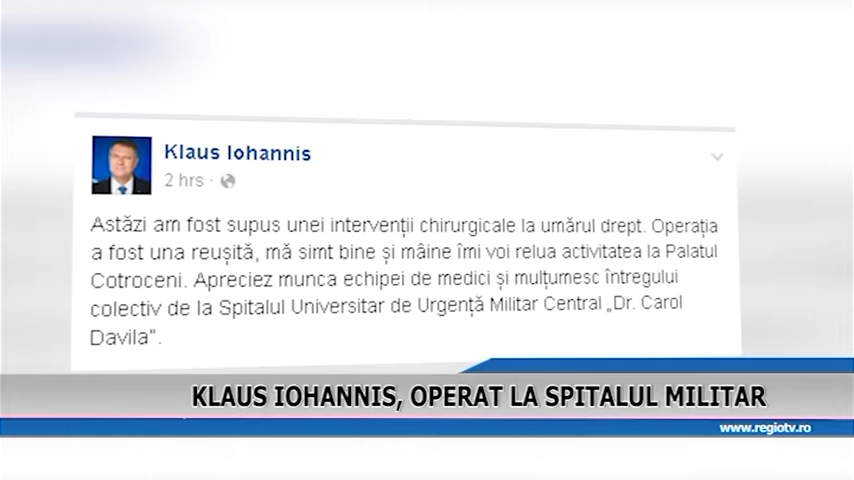 Klaus Iohannis
2 hrs ·
Astăzi am fost supus unei intervenții chirurgicale la umărul drept. Operația
a fost una reușită, mă simt bine și mâine îmi voi relua activitatea la Palatul
Cotroceni. Apreciez munca echipei de medici și mulțumesc întregului
colectiv de la Spitalul Universitar de Urgență Militar Central „Dr. Carol
Davila".
KLAUS IOHANNIS, OPERAT LA SPITALUL MILITAR
www.regiotv.ro